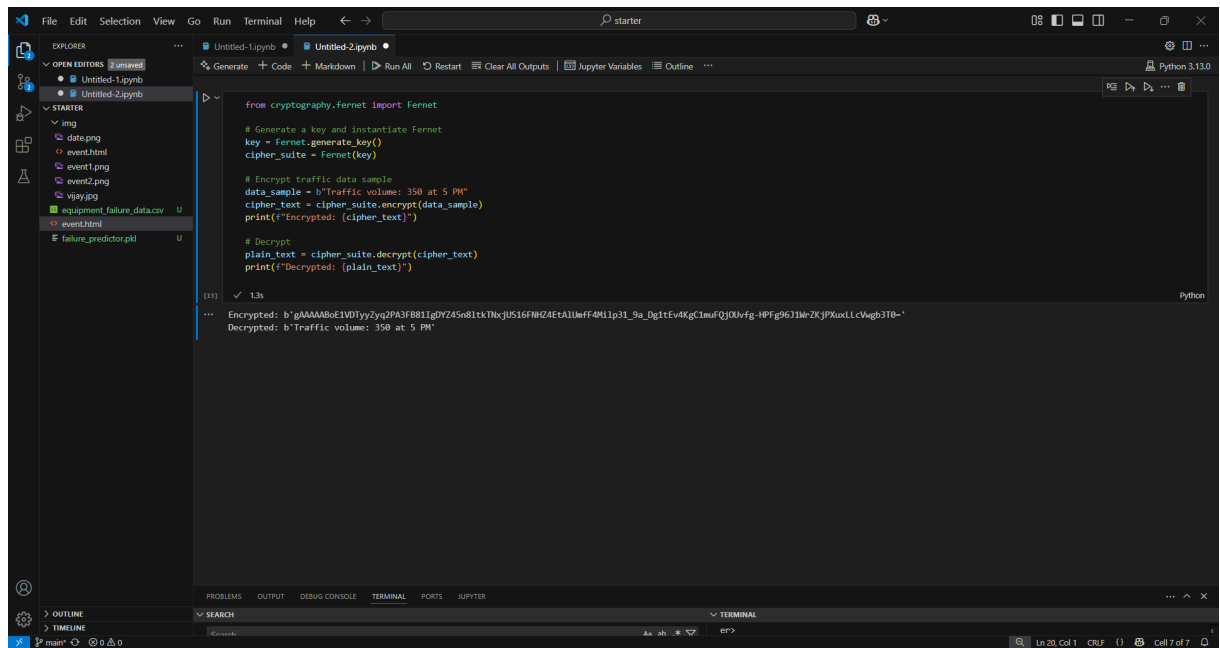 File Edit Selection View Go Run Terminal Help
starter
EXPLORER
OPEN EDITORS 2 unsaved
Untitled-1.ipynb
Untitled-2.ipynb
STARTER
img
date.png
event.html
event1.png
event2.png
vijay.jpg
equipment_failure_data.csv U
event.html
failure_predictor.pkl U
OUTLINE
TIMELINE
Untitled-1.ipynb
Untitled-2.ipynb
Generate + Code + Markdown | Run All Restart Clear All Outputs | Jupyter Variables Outline ...
Python 3.13.0
from cryptography.fernet import Fernet
# Generate a key and instantiate Fernet
key = Fernet.generate_key()
cipher_suite = Fernet(key)
# Encrypt traffic data sample
data_sample = b"Traffic volume: 350 at 5 PM"
cipher_text = cipher_suite.encrypt(data_sample)
print(f"Encrypted: {cipher_text}")
# Decrypt
plain_text = cipher_suite.decrypt(cipher_text)
print(f"Decrypted: {plain_text}")
[13] ✓ 1.3s
Python
... Encrypted:
Decrypted: b'Traffic volume: 350 at 5 PM'
PROBLEMS OUTPUT DEBUG CONSOLE TERMINAL PORTS JUPYTER
SEARCH
Search
Aa ab .*
TERMINAL
er>
main* 0 0
Ln 20, Col 1 CRLF {} Cell 7 of 7